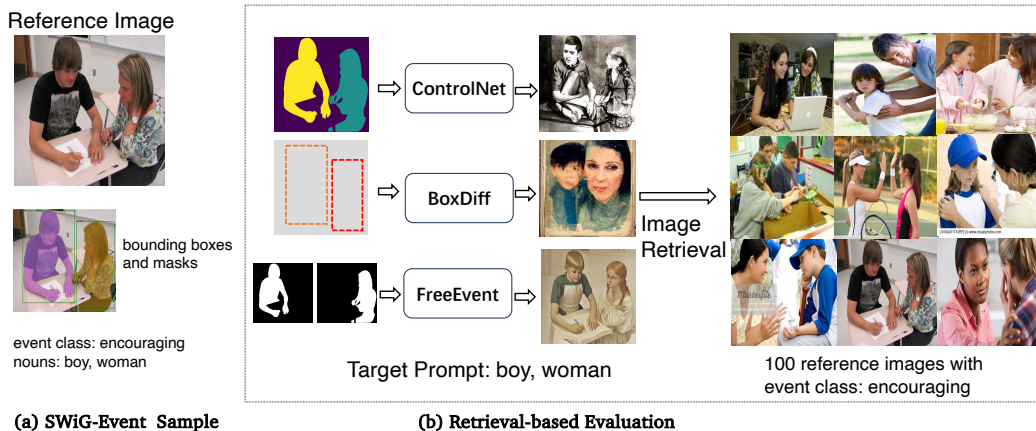 Reference Image
bounding boxes
and masks
event class: encouraging
nouns: boy, woman
(a) SWiG-Event Sample
ControlNet
BoxDiff
FreeEvent
Target Prompt: boy, woman
Image
Retrieval
Masterfile
100 reference images with
event class: encouraging
(b) Retrieval-based Evaluation